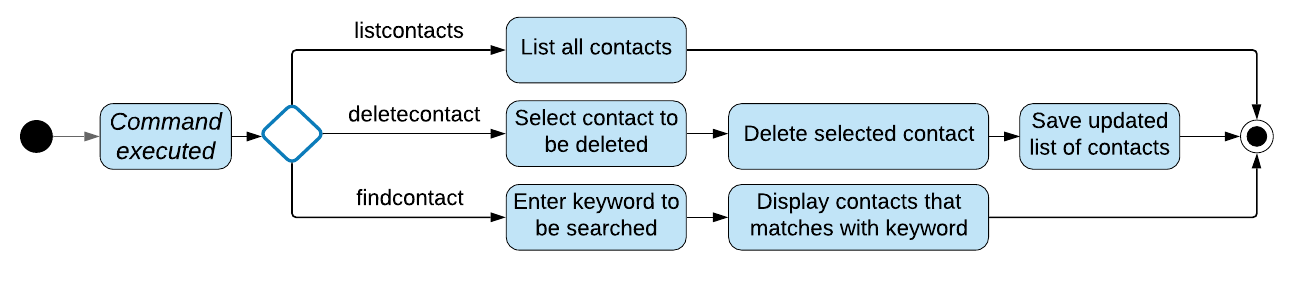 listcontacts
List all contacts
Command
executed
deletecontact
Select contact to
be deleted
Delete selected contact
Save updated
list of contacts
findcontact
Enter keyword to
be searched
Display contacts that
matches with keyword